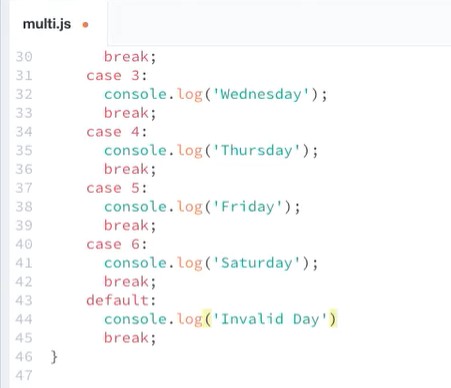 multi.js
30 break;
31 case 3:
32 console.log('Wednesday');
33 break;
34 case 4:
35 console.log('Thursday');
36 break;
37 case 5:
38 console.log('Friday');
39 break;
40 case 6:
41 console.log('Saturday');
42 break;
43 default:
44 console.log('Invalid Day')
45 break;
46 }
47